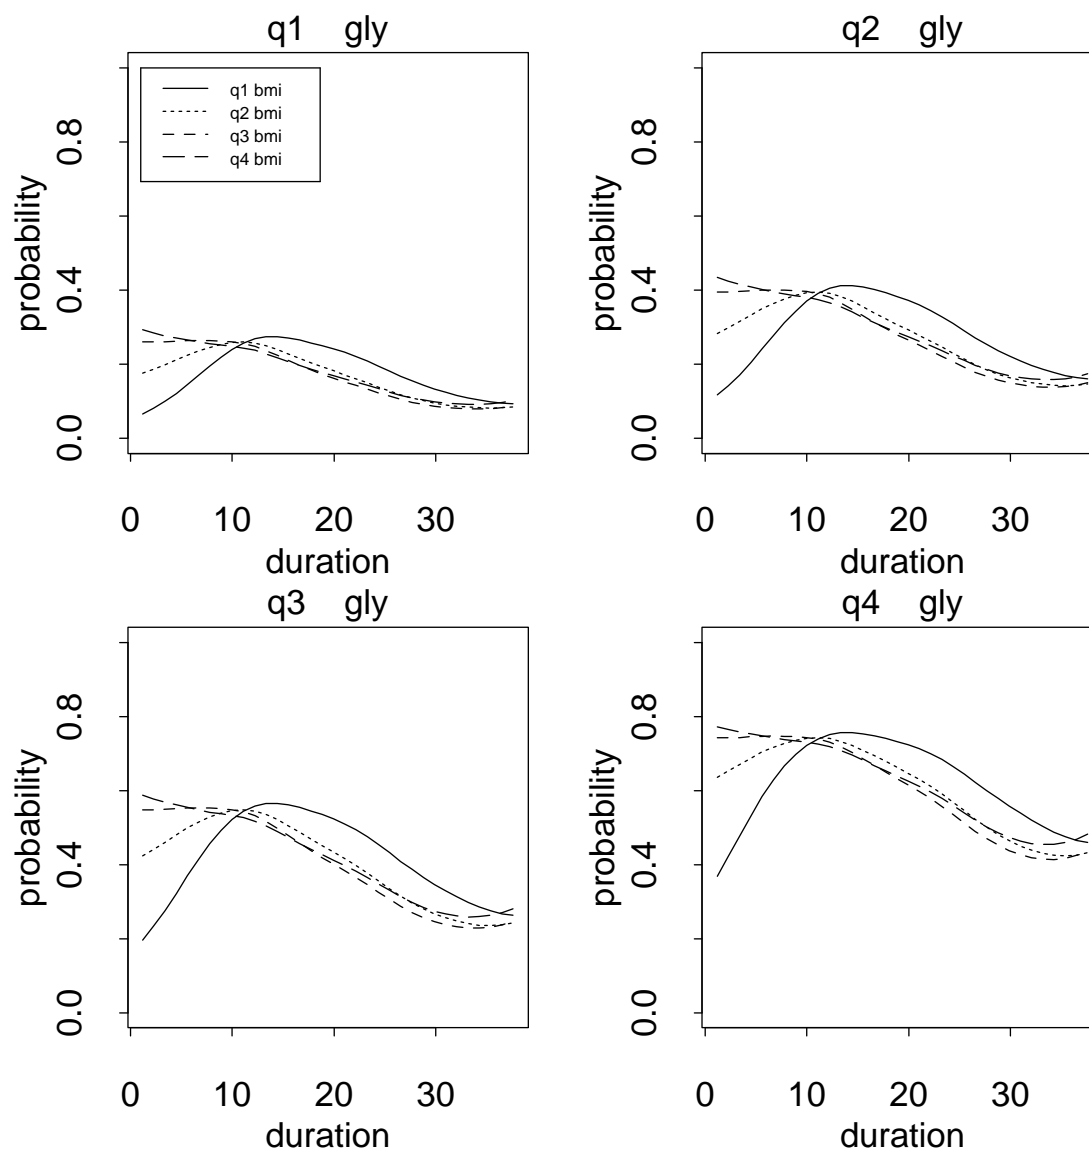 q1 gly
q1 bmi
q2 bmi
q3 bmi
q4 bmi
probability
0.0 0.4 0.8
0 10 20 30
duration
q2 gly
probability
0.0 0.4 0.8
0 10 20 30
duration
q3 gly
probability
0.0 0.4 0.8
0 10 20 30
duration
q4 gly
probability
0.0 0.4 0.8
0 10 20 30
duration